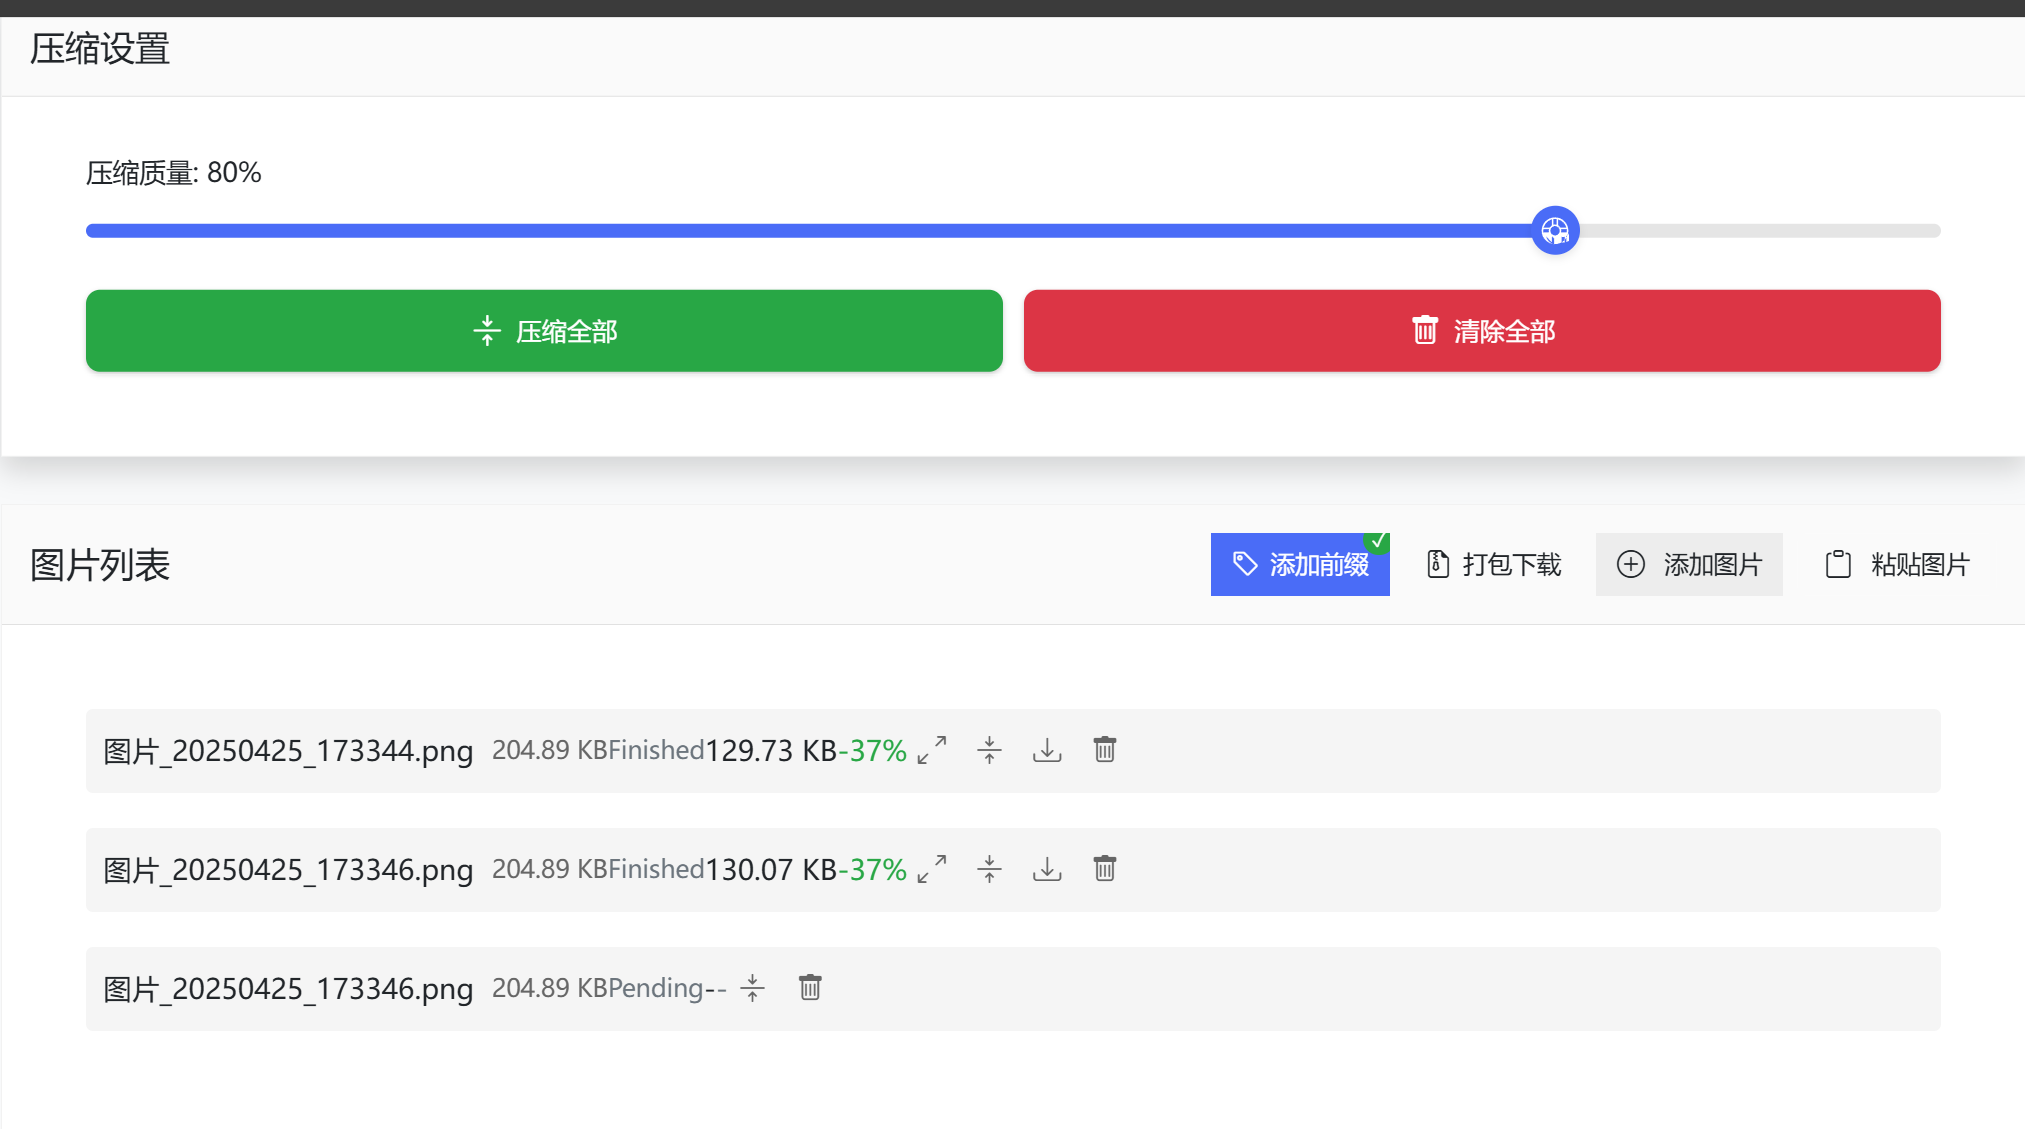 压缩设置
压缩质量: 80%
压缩全部
清除全部
图片列表
添加前缀
打包下载
添加图片
粘贴图片
图片_20250425_173344.png 204.89 KBFinished129.73 KB-37%
图片_20250425_173346.png 204.89 KBFinished130.07 KB-37%
图片_20250425_173346.png 204.89 KBPending--